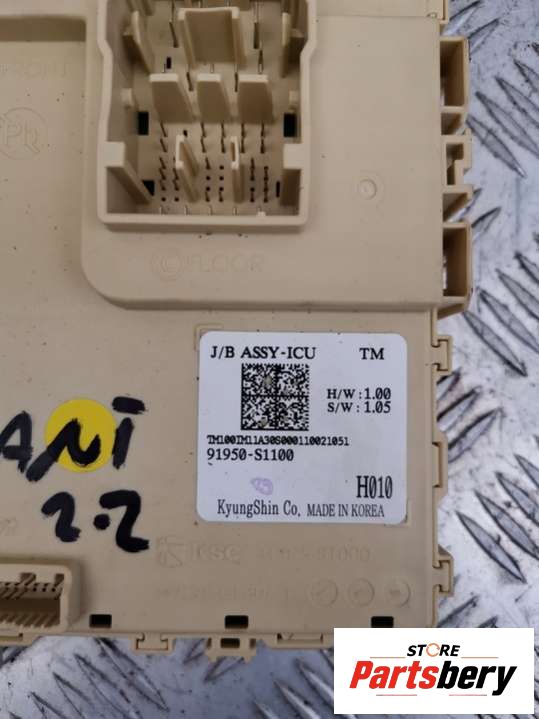 FRONT
FLOOR
J/B ASSY-ICU TM
H/W : 1.00
S/W : 1.05
TM100IM11A30S000110021051
91950-S1100
H010
KyungShin Co. MADE IN KOREA
ANI
2.2
STORE
Partsbery